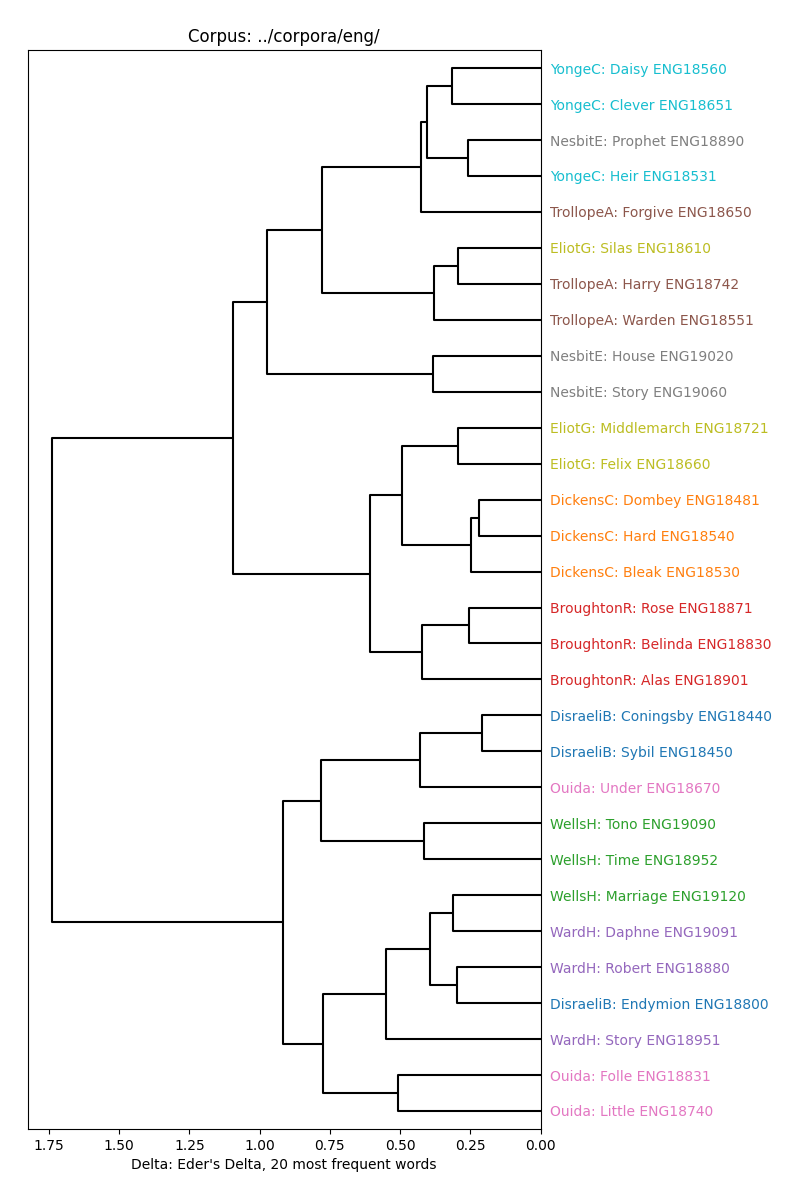 Corpus: ../corpora/eng/
YongeC: Daisy ENG18560
YongeC: Clever ENG18651
NesbitE: Prophet ENG18890
YongeC: Heir ENG18531
TrollopeA: Forgive ENG18650
EliotG: Silas ENG18610
TrollopeA: Harry ENG18742
TrollopeA: Warden ENG18551
NesbitE: House ENG19020
NesbitE: Story ENG19060
EliotG: Middlemarch ENG18721
EliotG: Felix ENG18660
DickensC: Dombey ENG18481
DickensC: Hard ENG18540
DickensC: Bleak ENG18530
BroughtonR: Rose ENG18871
BroughtonR: Belinda ENG18830
BroughtonR: Alas ENG18901
DisraeliB: Coningsby ENG18440
DisraeliB: Sybil ENG18450
Ouida: Under ENG18670
WellsH: Tono ENG19090
WellsH: Time ENG18952
WellsH: Marriage ENG19120
WardH: Daphne ENG19091
WardH: Robert ENG18880
DisraeliB: Endymion ENG18800
WardH: Story ENG18951
Ouida: Folle ENG18831
Ouida: Little ENG18740
1.75 1.50 1.25 1.00 0.75 0.50 0.25 0.00
Delta: Eder's Delta, 20 most frequent words